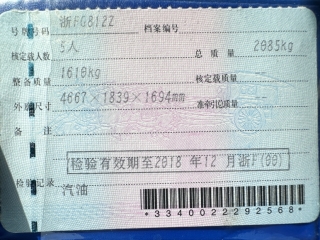 号牌号码 浙FG8122 档案编号
核定载人数 5人 总质量 2085kg
整备质量 1610kg 核定载质量
外廓尺寸 4667×1839×1694㎜ 准牵引总质量
备注
检验有效期至2018年12月浙F(00)
检验记录 汽油
*3340022292568*